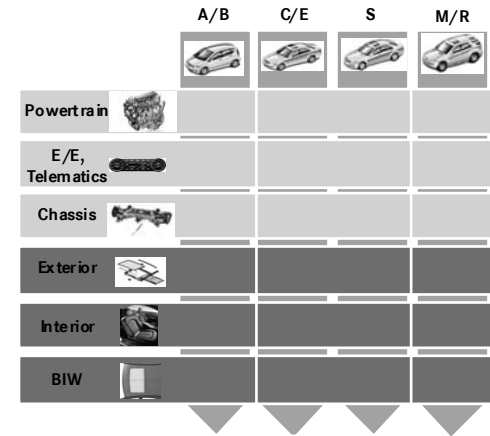 A/B C/E S M/R
Powertrain
E/E,
Telematics
Chassis
Exterior
Interior
BIW